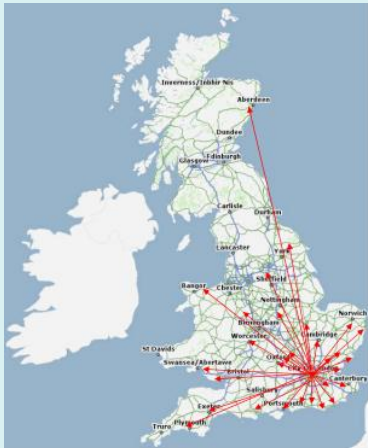 Inverness/Inbhir Nis
Aberdeen
Dundee
Glasgow
Edinburgh
Carlisle
Durham
Lancaster
York
Bangor
Chester
Sheffield
Nottingham
Norwich
Birmingham
Worcester
Cambridge
St Davids
Swansea/Abertawe
Oxford
Bristol
Canterbury
Salisbury
Portsmouth
Exeter
Plymouth
Truro